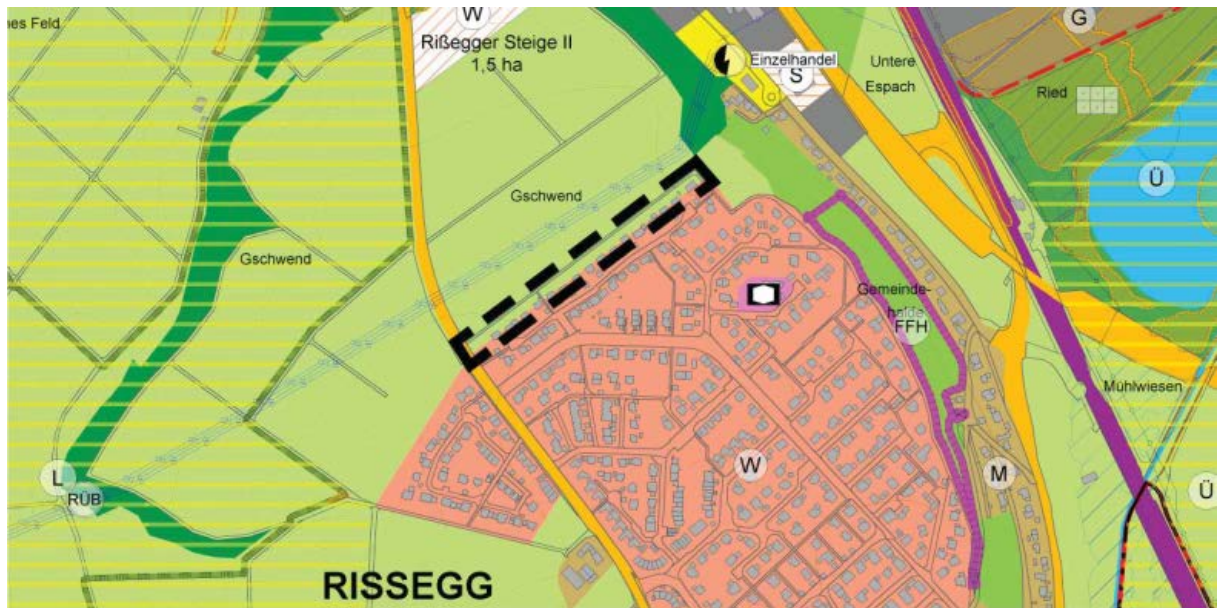 nes Feld
W
Rißegger Steige II
1,5 ha
Einzelhandel
S
Untere
Espach
G
Ried
Ü
Gschwend
Gschwend
Gemeinde-
halde
FFH
Mühlwiesen
L
RÜB
W
M
Ü
RISSEGG